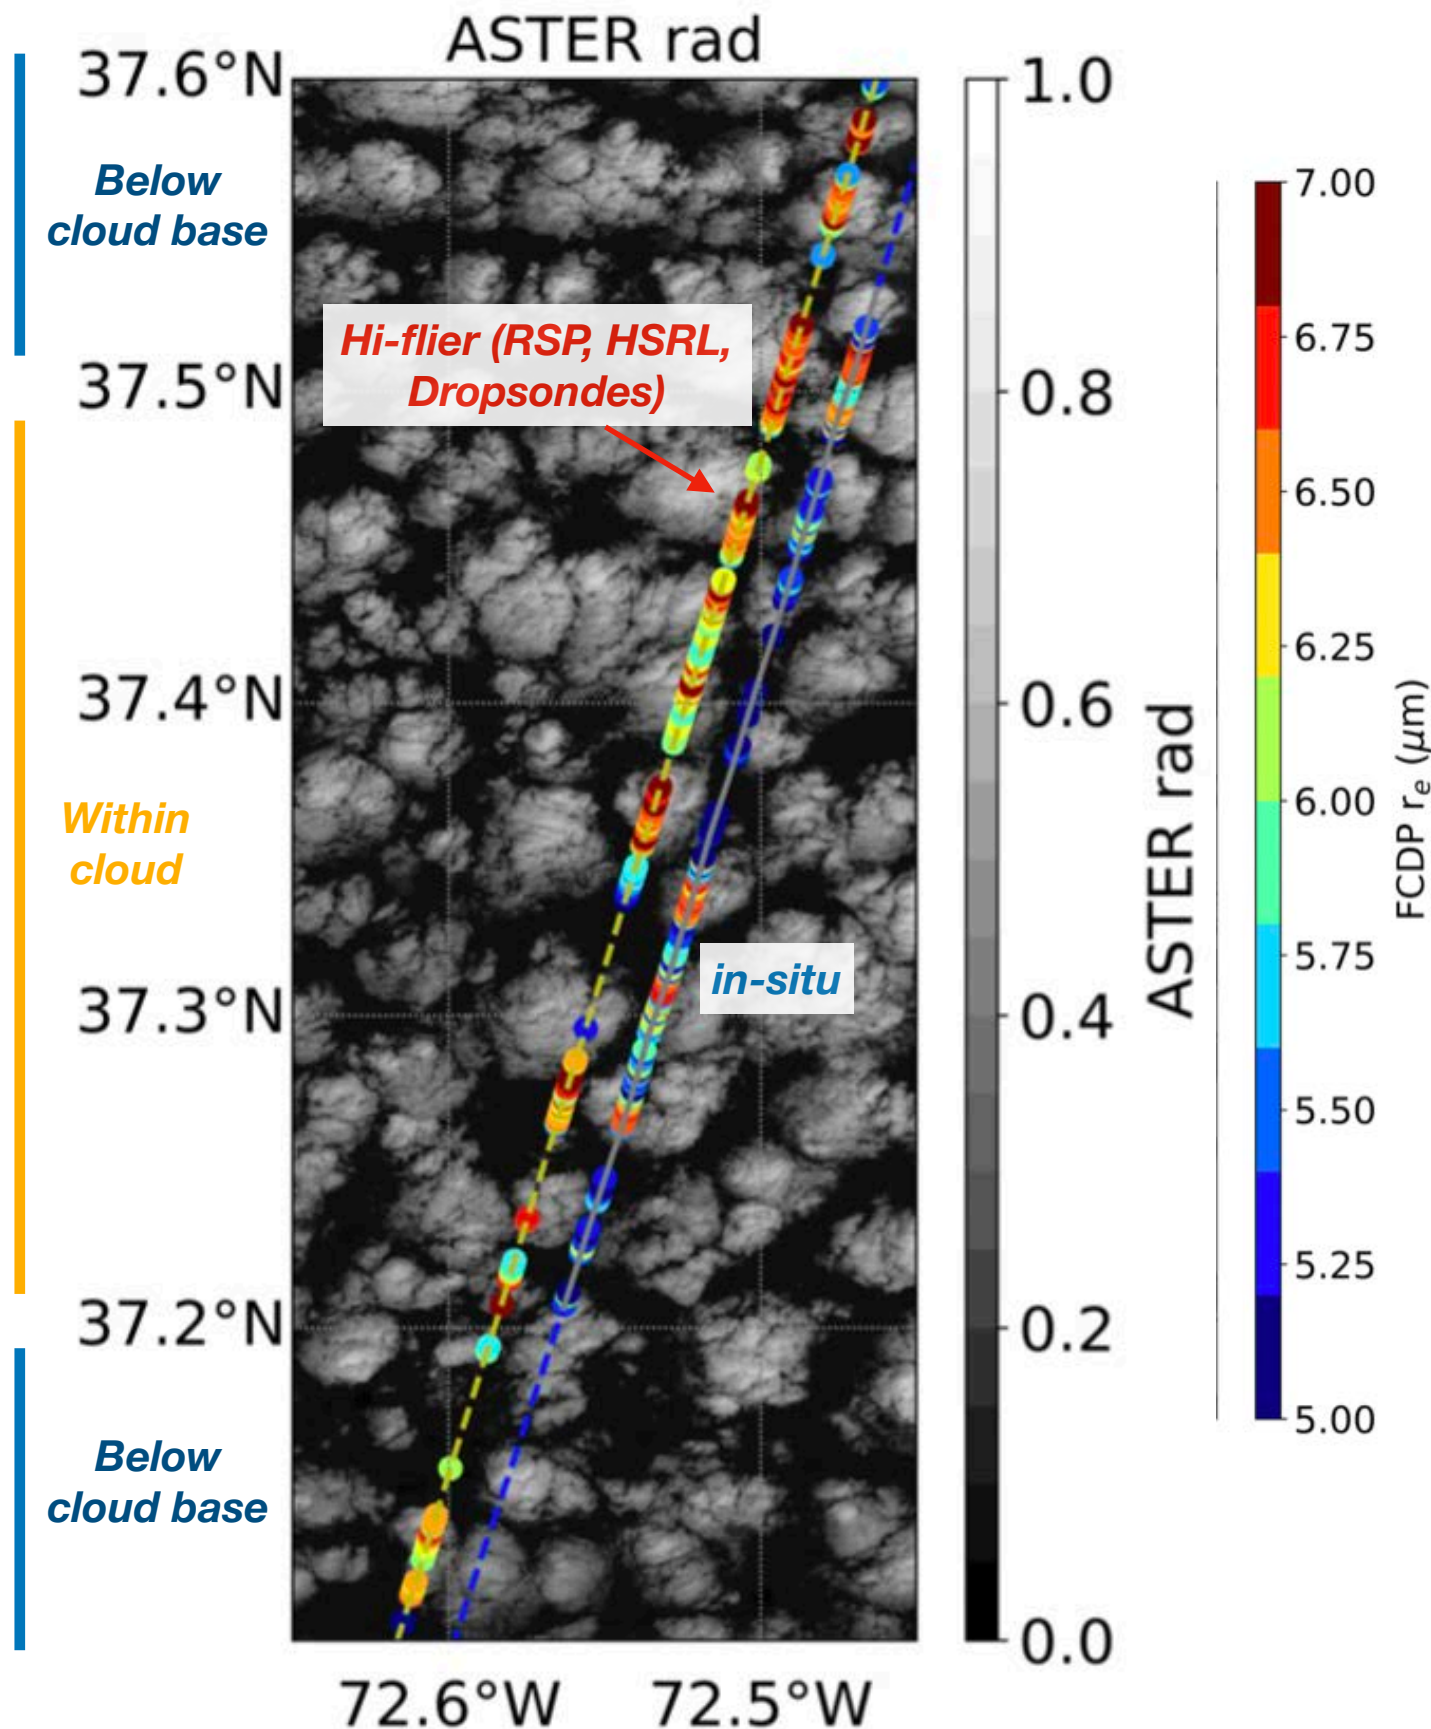 ASTER rad
37.6°N
37.5°N
37.4°N
37.3°N
37.2°N
72.6°W
72.5°W
Below
cloud base
Within
cloud
Below
cloud base
Hi-flier (RSP, HSRL,
Dropsondes)
in-situ
1.0
0.8
0.6
0.4
0.2
0.0
ASTER rad
7.00
6.75
6.50
6.25
6.00
5.75
5.50
5.25
5.00
FCDP rₑ (μm)